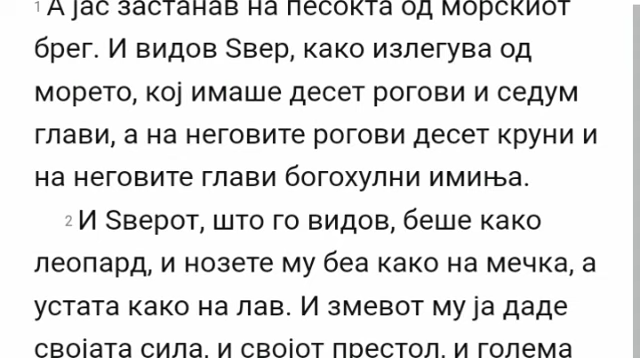 1 А јас застанав на песокта од морскиот
брег. И видов Ѕвер, како излегува од
морето, кој имаше десет рогови и седум
глави, а на неговите рогови десет круни и
на неговите глави богохулни имиња.
2 И Ѕверот, што го видов, беше како
леопард, и нозете му беа како на мечка, а
устата како на лав. И змевот му ја даде
својата сила, и својот престол, и голема